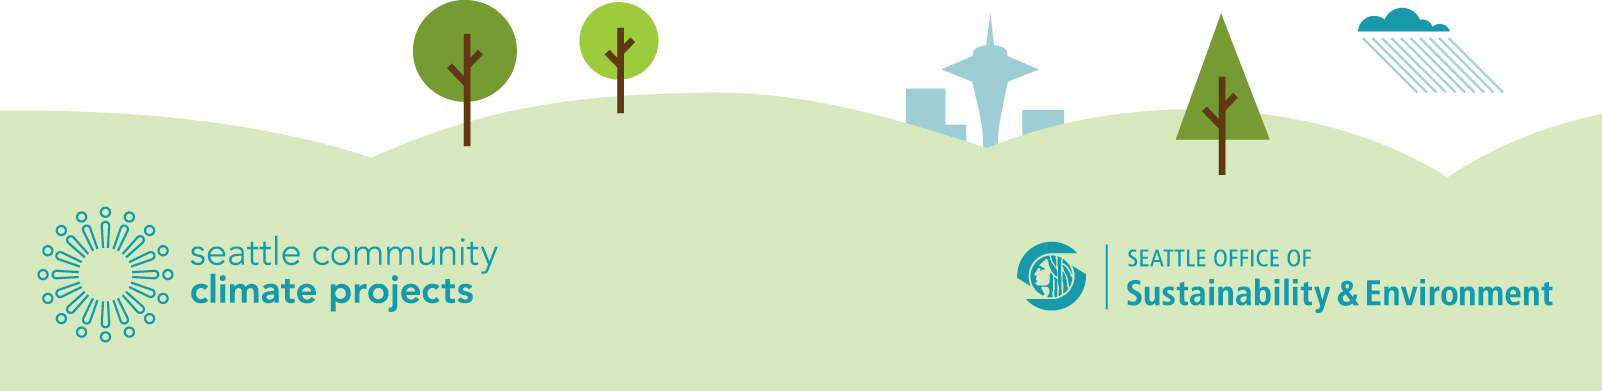 seattle community
climate projects
SEATTLE OFFICE OF
Sustainability & Environment